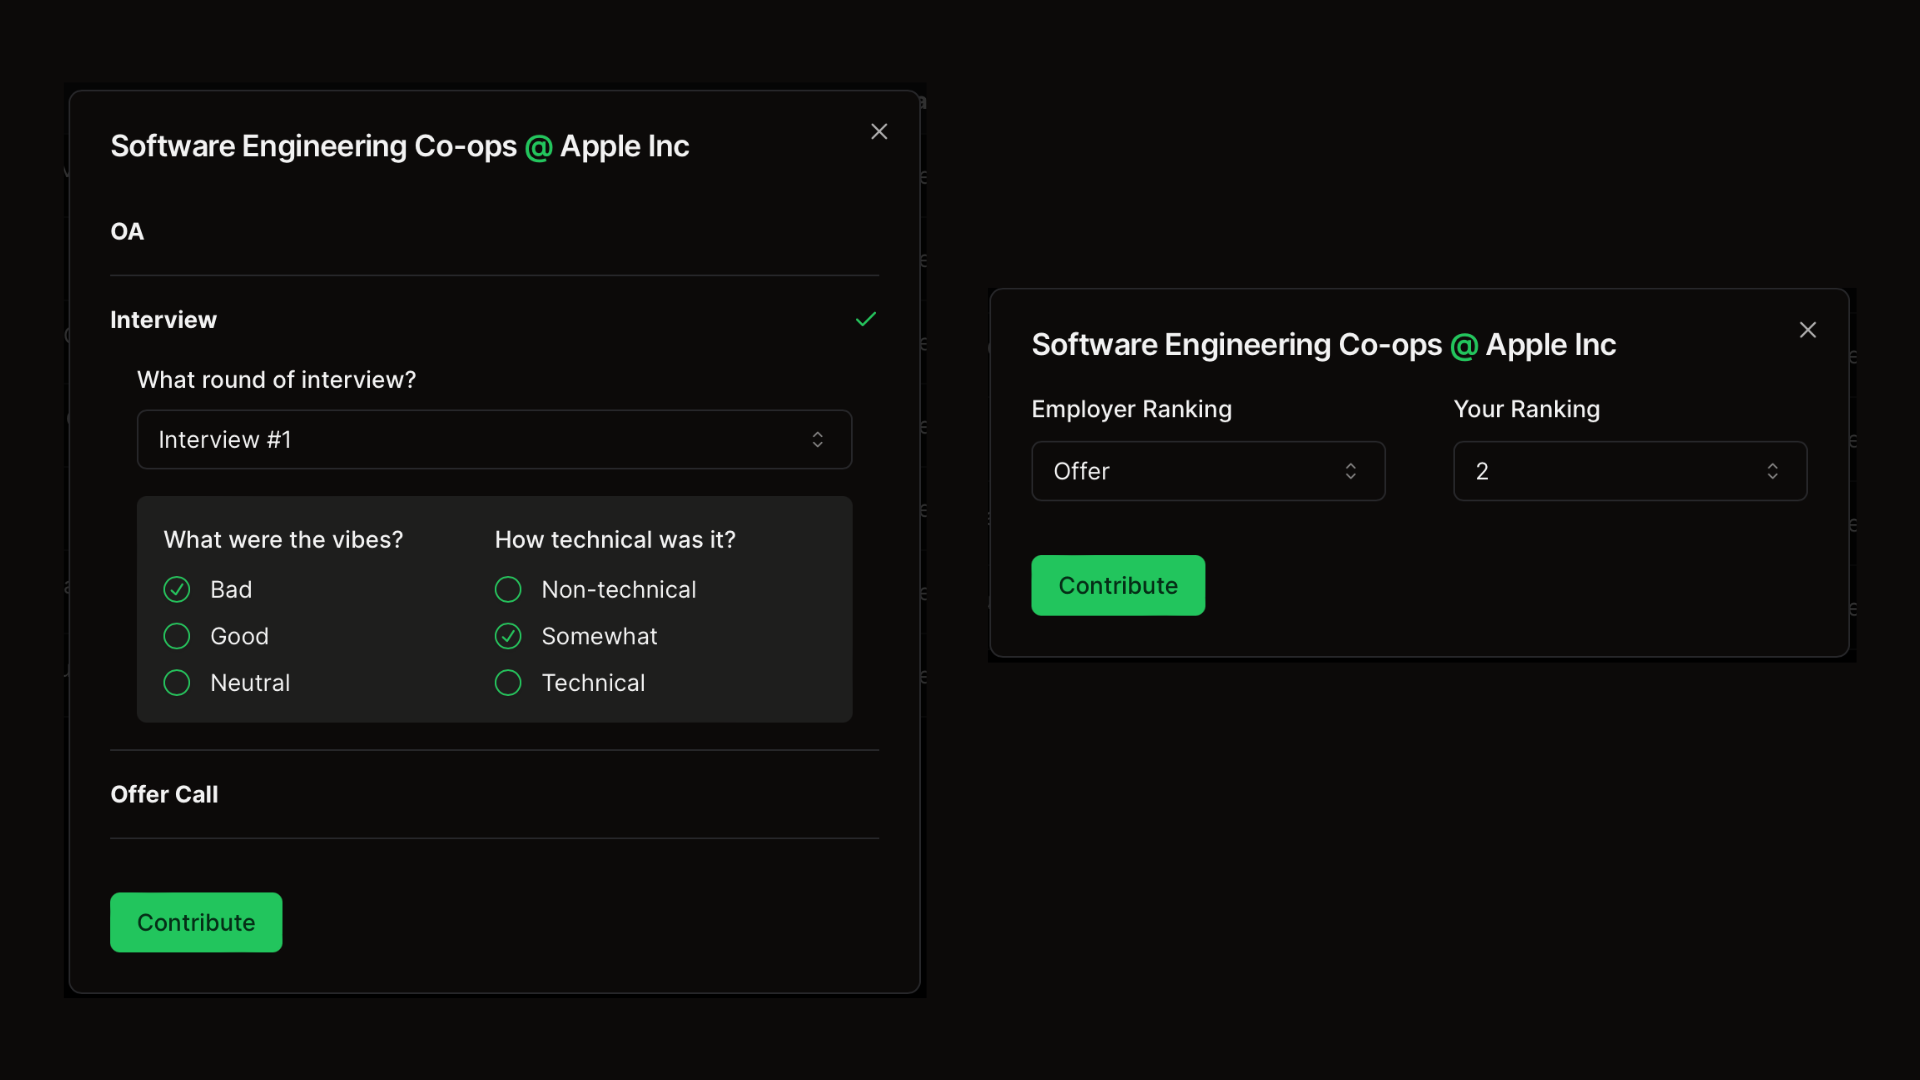 Software Engineering Co-ops @ Apple Inc
OA
Interview
What round of interview?
Interview #1
What were the vibes?
Bad
Good
Neutral
How technical was it?
Non-technical
Somewhat
Technical
Offer Call
Contribute
Software Engineering Co-ops @ Apple Inc
Employer Ranking
Offer
Your Ranking
2
Contribute